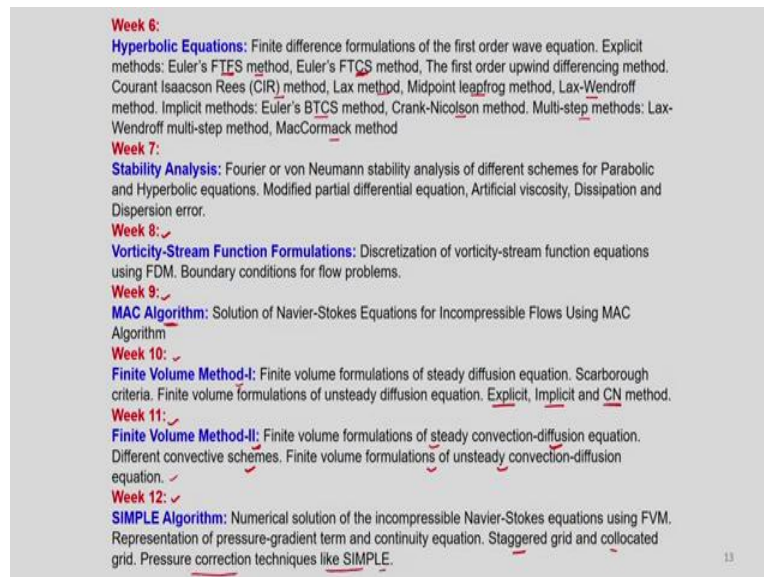 Week 6:
Hyperbolic Equations: Finite difference formulations of the first order wave equation. Explicit
methods: Euler's FTFS method, Euler's FTCS method, The first order upwind differencing method.
Courant Isaacson Rees (CIR) method, Lax method, Midpoint leapfrog method, Lax-Wendroff
method. Implicit methods: Euler's BTCS method, Crank-Nicolson method. Multi-step methods: Lax-
Wendroff multi-step method, MacCormack method
Week 7:
Stability Analysis: Fourier or von Neumann stability analysis of different schemes for Parabolic
and Hyperbolic equations. Modified partial differential equation, Artificial viscosity, Dissipation and
Dispersion error.
Week 8:
Vorticity-Stream Function Formulations: Discretization of vorticity-stream function equations
using FDM. Boundary conditions for flow problems.
Week 9:
MAC Algorithm: Solution of Navier-Stokes Equations for Incompressible Flows Using MAC
Algorithm
Week 10:
Finite Volume Method-I: Finite volume formulations of steady diffusion equation. Scarborough
criteria. Finite volume formulations of unsteady diffusion equation. Explicit, Implicit and CN method.
Week 11:
Finite Volume Method-II: Finite volume formulations of steady convection-diffusion equation.
Different convective schemes. Finite volume formulations of unsteady convection-diffusion
equation.
Week 12:
SIMPLE Algorithm: Numerical solution of the incompressible Navier-Stokes equations using FVM.
Representation of pressure-gradient term and continuity equation. Staggered grid and collocated
grid. Pressure correction techniques like SIMPLE.
13